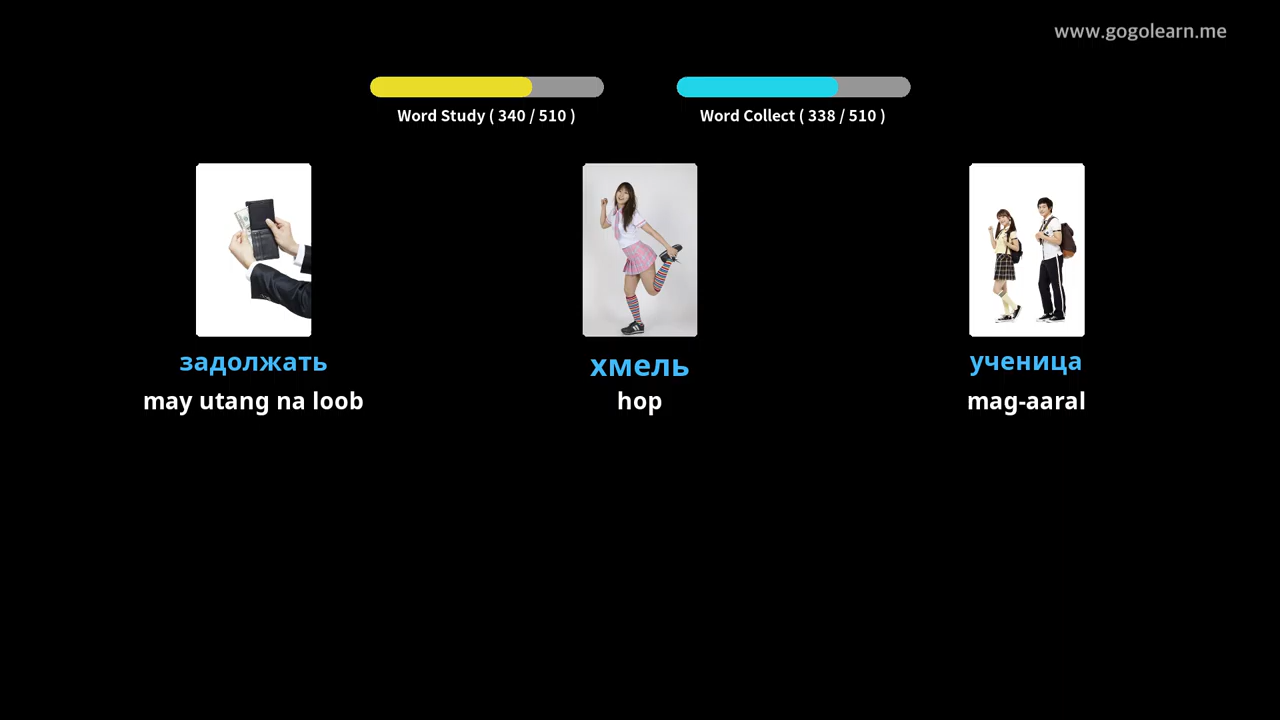 www.gogolearn.me
Word Study ( 340 / 510 )
Word Collect ( 338 / 510 )
задолжать
хмель
ученица
may utang na loob
hop
mag-aaral